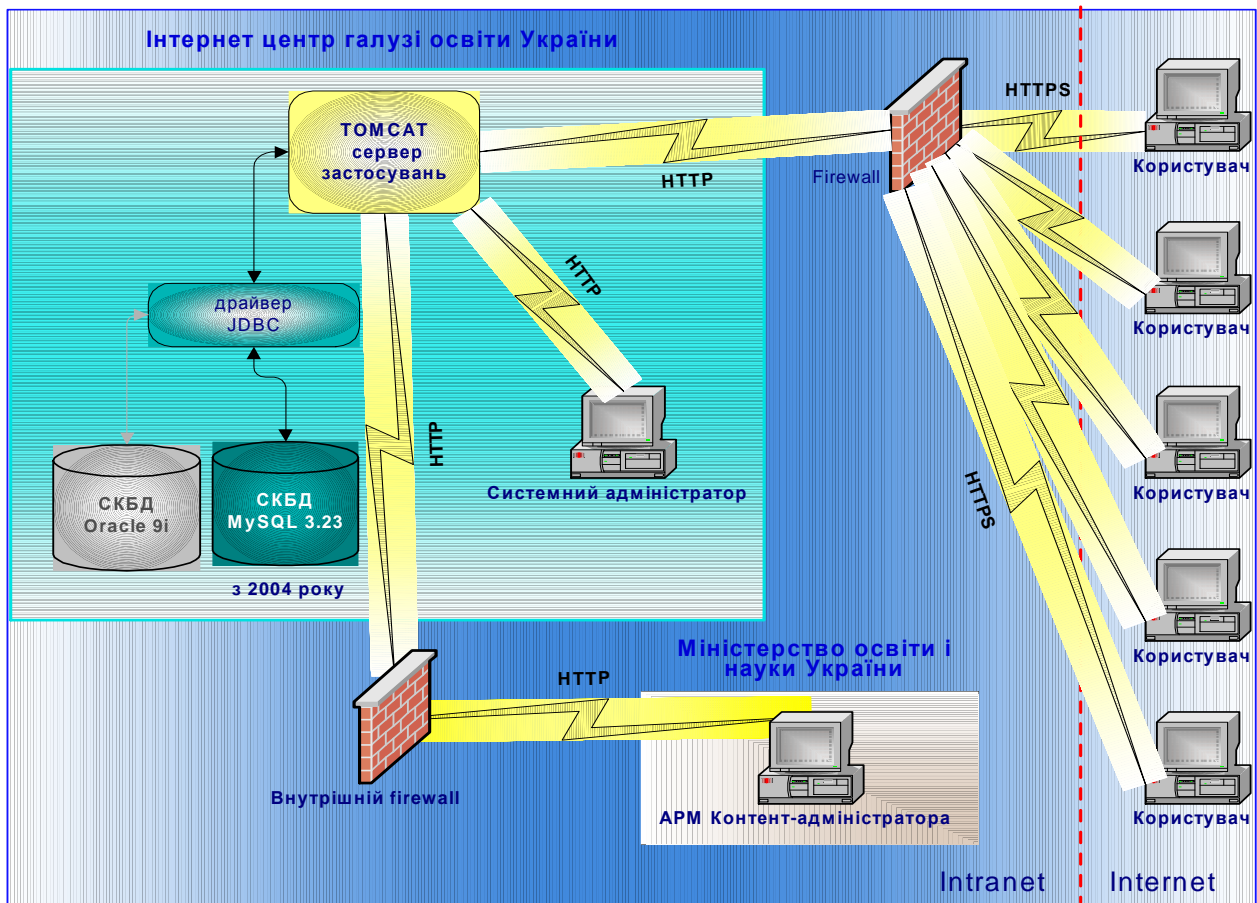 Інтернет центр галузі освіти України
TOMCAT
сервер
застосувань
HTTP
Firewall
HTTPS
Користувач
HTTP
драйвер
JDBC
Користувач
HTTP
СКБД
Oracle 9i
СКБД
MySQL 3.23
Системний адміністратор
HTTPS
Користувач
з 2004 року
Міністерство освіти і
науки України
Користувач
HTTP
Внутрішній firewall
АРМ Контент-адміністратора
Користувач
Intranet
Internet